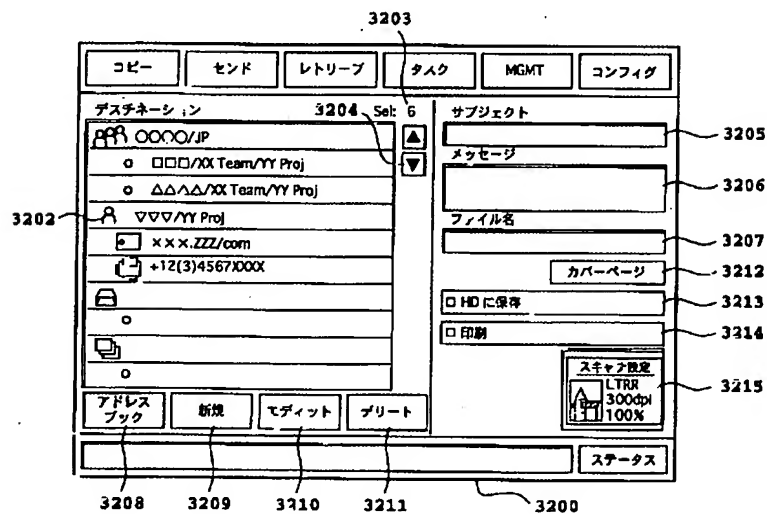 3203
コピー センド レトリーブ タスク MGMT コンフィグ
デスチネーション 3204 Sel: 6 サブジェクト
○○○○/JP
3205
メッセージ
□□□/XX Team/YY Proj
△△△△/XX Team/YY Proj
3206
3202 ▽▽▽/YY Proj
ファイル名
×××.ZZZ/com
3207
+12(3)4567XXXX
カバーページ 3212
□ HDに保存 3213
□ 印刷 3214
スキャナ設定
LTRR
300dpi
100%
3215
アドレス
ブック
新規 エディット デリート
ステータス
3208 3209 3210 3211 3200